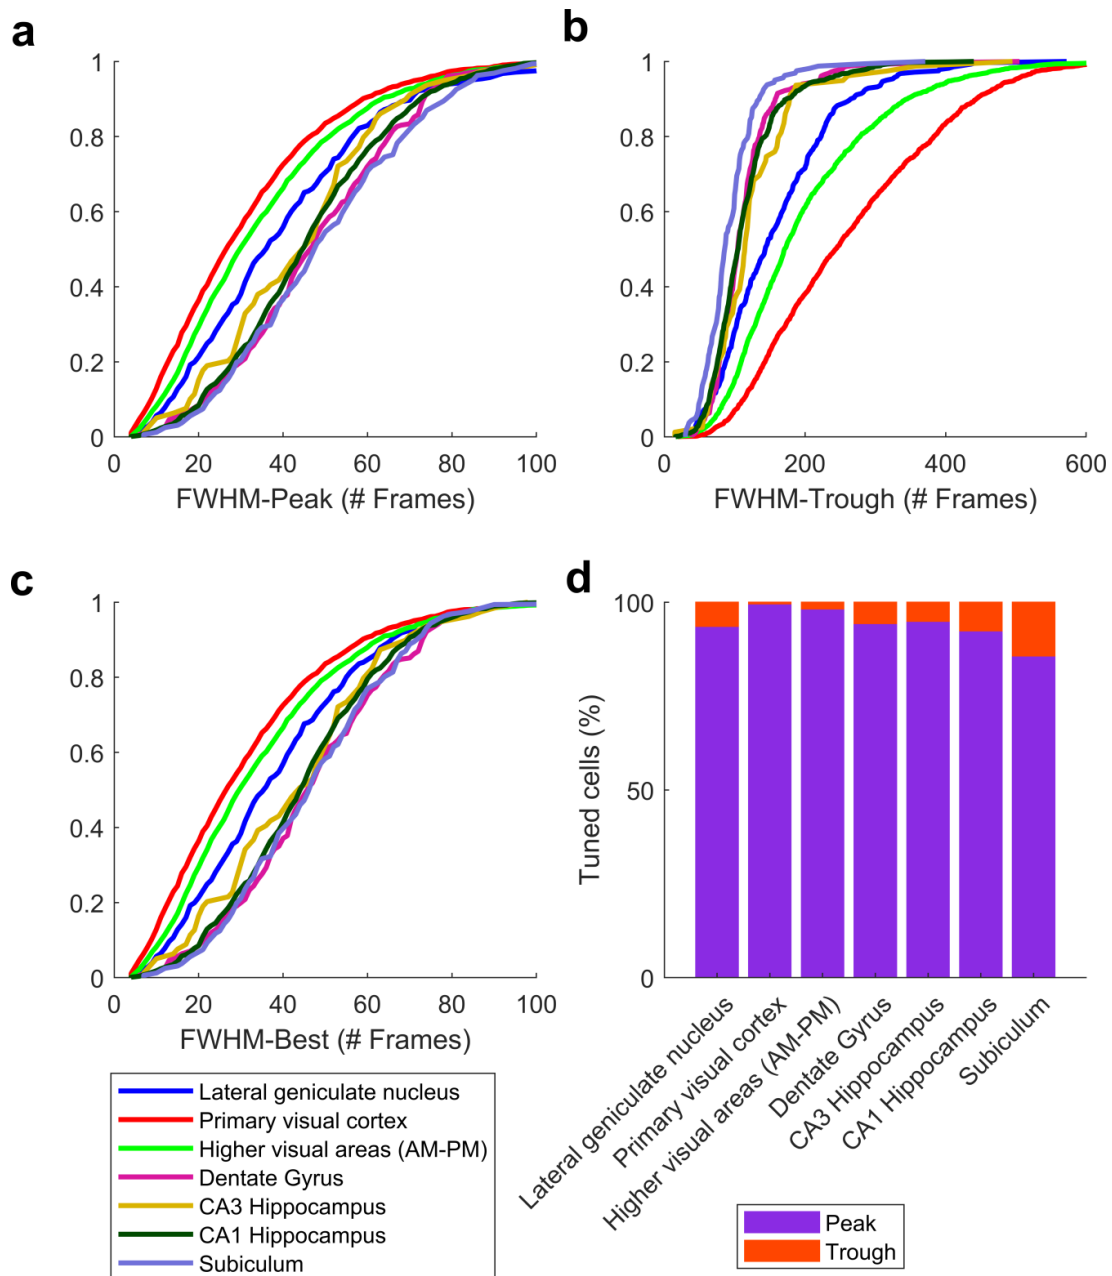 a
1
0.8
0.6
0.4
0.2
0
0 20 40 60 80 100
FWHM-Peak (# Frames)
b
1
0.8
0.6
0.4
0.2
0
0 200 400 600
FWHM-Trough (# Frames)
c
1
0.8
0.6
0.4
0.2
0
0 20 40 60 80 100
FWHM-Best (# Frames)
Lateral geniculate nucleus
Primary visual cortex
Higher visual areas (AM-PM)
Dentate Gyrus
CA3 Hippocampus
CA1 Hippocampus
Subiculum
d
100
50
0
Tuned cells (%)
Lateral geniculate nucleus
Primary visual cortex
Higher visual areas (AM-PM)
Dentate Gyrus
CA3 Hippocampus
CA1 Hippocampus
Subiculum
Peak
Trough